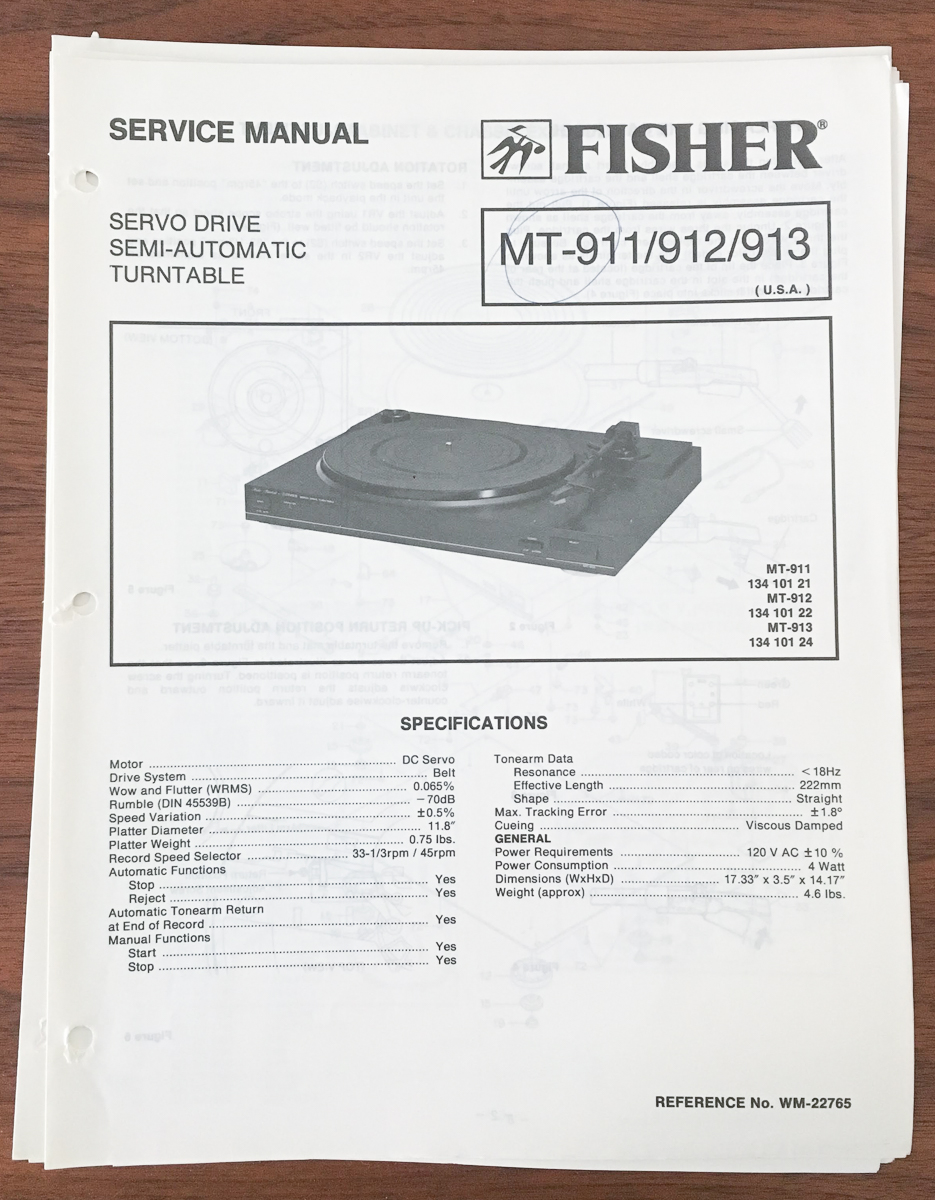 SERVICE MANUAL
FISHER®
SERVO DRIVE
SEMI-AUTOMATIC
TURNTABLE
MT-911/912/913
( U.S.A. )
MT-911
134 101 21
MT-912
134 101 22
MT-913
134 101 24
SPECIFICATIONS
Motor ........ DC Servo
Drive System ........ Belt
Wow and Flutter (WRMS) ........ 0.065%
Rumble (DIN 45539B) ........ −70dB
Speed Variation ........ ±0.5%
Platter Diameter ........ 11.8″
Platter Weight ........ 0.75 lbs.
Record Speed Selector ........ 33-1/3rpm / 45rpm
Automatic Functions
Stop ........ Yes
Reject ........ Yes
Automatic Tonearm Return
at End of Record ........ Yes
Manual Functions
Start ........ Yes
Stop ........ Yes
Tonearm Data
Resonance ........ < 18Hz
Effective Length ........ 222mm
Shape ........ Straight
Max. Tracking Error ........ ±1.8°
Cueing ........ Viscous Damped
GENERAL
Power Requirements ........ 120 V AC ±10 %
Power Consumption ........ 4 Watt
Dimensions (WxHxD) ........ 17.33″ x 3.5″ x 14.17″
Weight (approx) ........ 4.6 lbs.
REFERENCE No. WM-22765